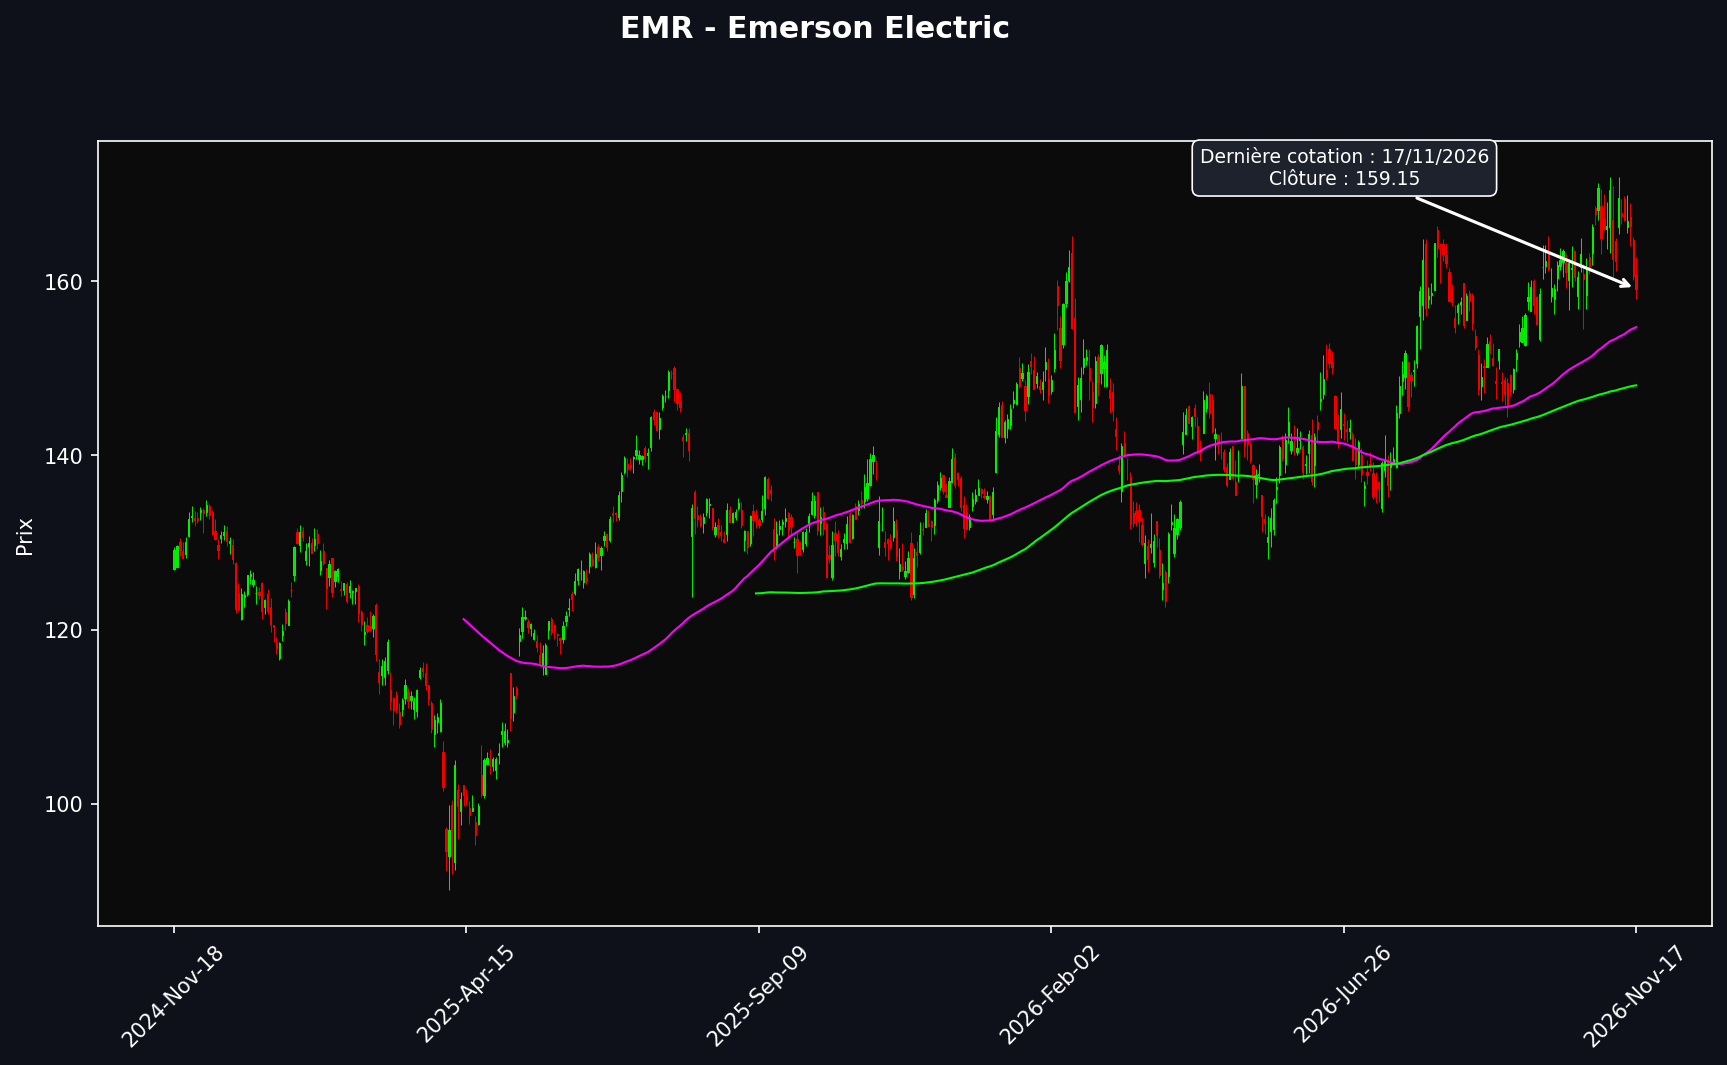 EMR - Emerson Electric
Dernière cotation : 17/11/2026
Clôture : 159.15
Prix
160
140
120
100
2024-Nov-18
2025-Apr-15
2025-Sep-09
2026-Feb-02
2026-Jun-26
2026-Nov-17